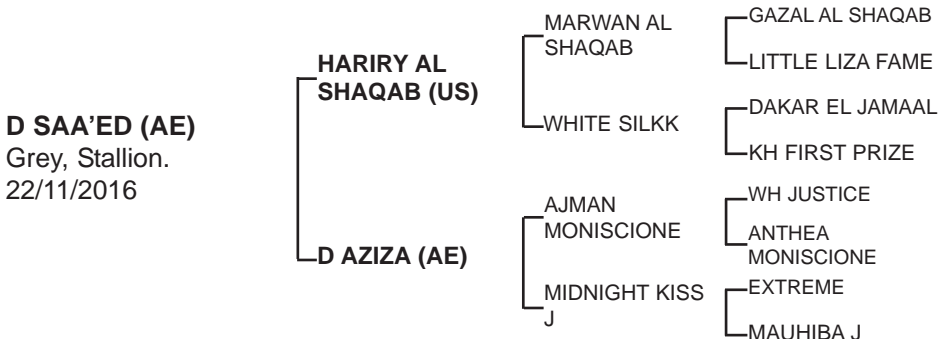 D SAA’ED (AE)
Grey, Stallion.
22/11/2016
HARIRY AL
SHAQAB (US)
D AZIZA (AE)
MARWAN AL
SHAQAB
WHITE SILKK
AJMAN
MONISCIONE
MIDNIGHT KISS
J
GAZAL AL SHAQAB
LITTLE LIZA FAME
DAKAR EL JAMAAL
KH FIRST PRIZE
WH JUSTICE
ANTHEA
MONISCIONE
EXTREME
MAUHIBA J